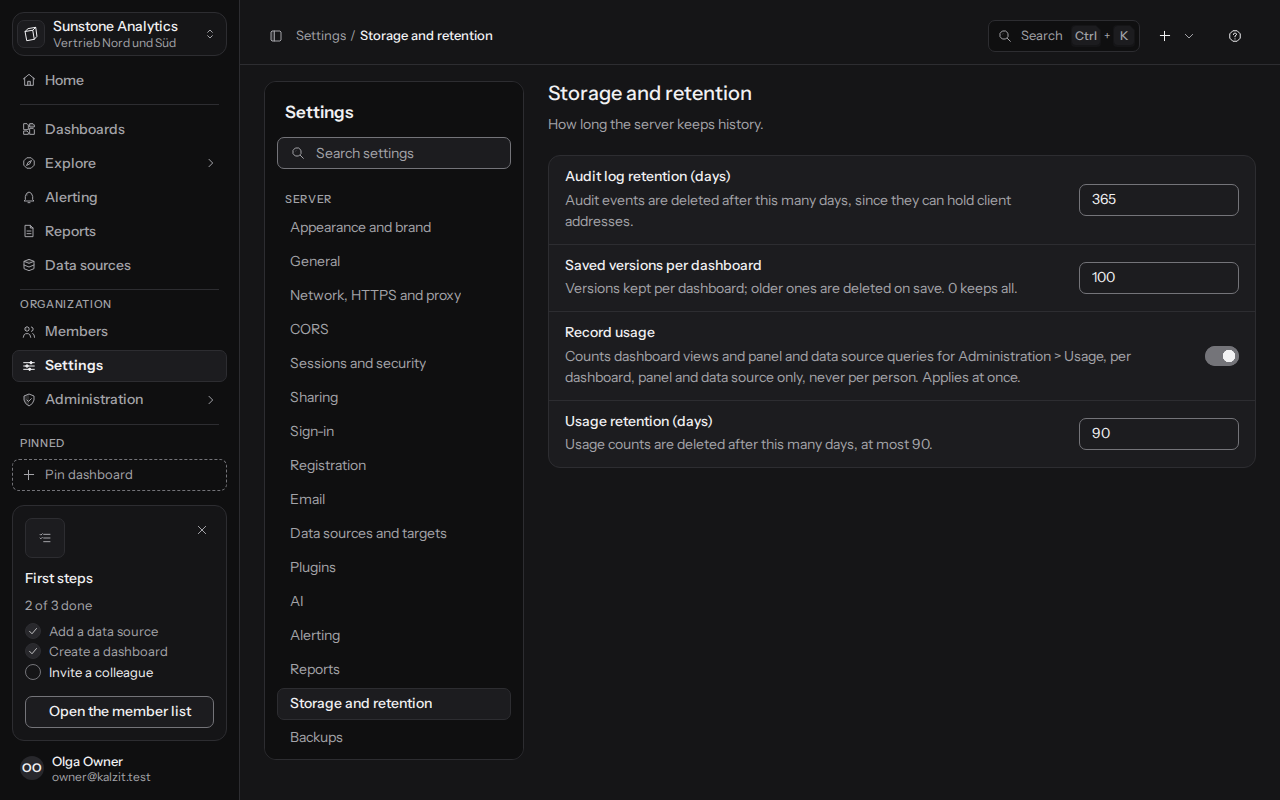 Sunstone Analytics
Vertrieb Nord und Süd
Home
Dashboards
Explore
Alerting
Reports
Data sources
ORGANIZATION
Members
Settings
Administration
PINNED
Pin dashboard
First steps
2 of 3 done
Add a data source
Create a dashboard
Invite a colleague
Open the member list
OO
Olga Owner
owner@kalzit.test
Settings / Storage and retention
Search Ctrl + K
Settings
Search settings
SERVER
Appearance and brand
General
Network, HTTPS and proxy
CORS
Sessions and security
Sharing
Sign-in
Registration
Email
Data sources and targets
Plugins
AI
Alerting
Reports
Storage and retention
Backups
Storage and retention
How long the server keeps history.
Audit log retention (days)
Audit events are deleted after this many days, since they can hold client
addresses.
365
Saved versions per dashboard
Versions kept per dashboard; older ones are deleted on save. 0 keeps all.
100
Record usage
Counts dashboard views and panel and data source queries for Administration > Usage, per
dashboard, panel and data source only, never per person. Applies at once.
Usage retention (days)
Usage counts are deleted after this many days, at most 90.
90